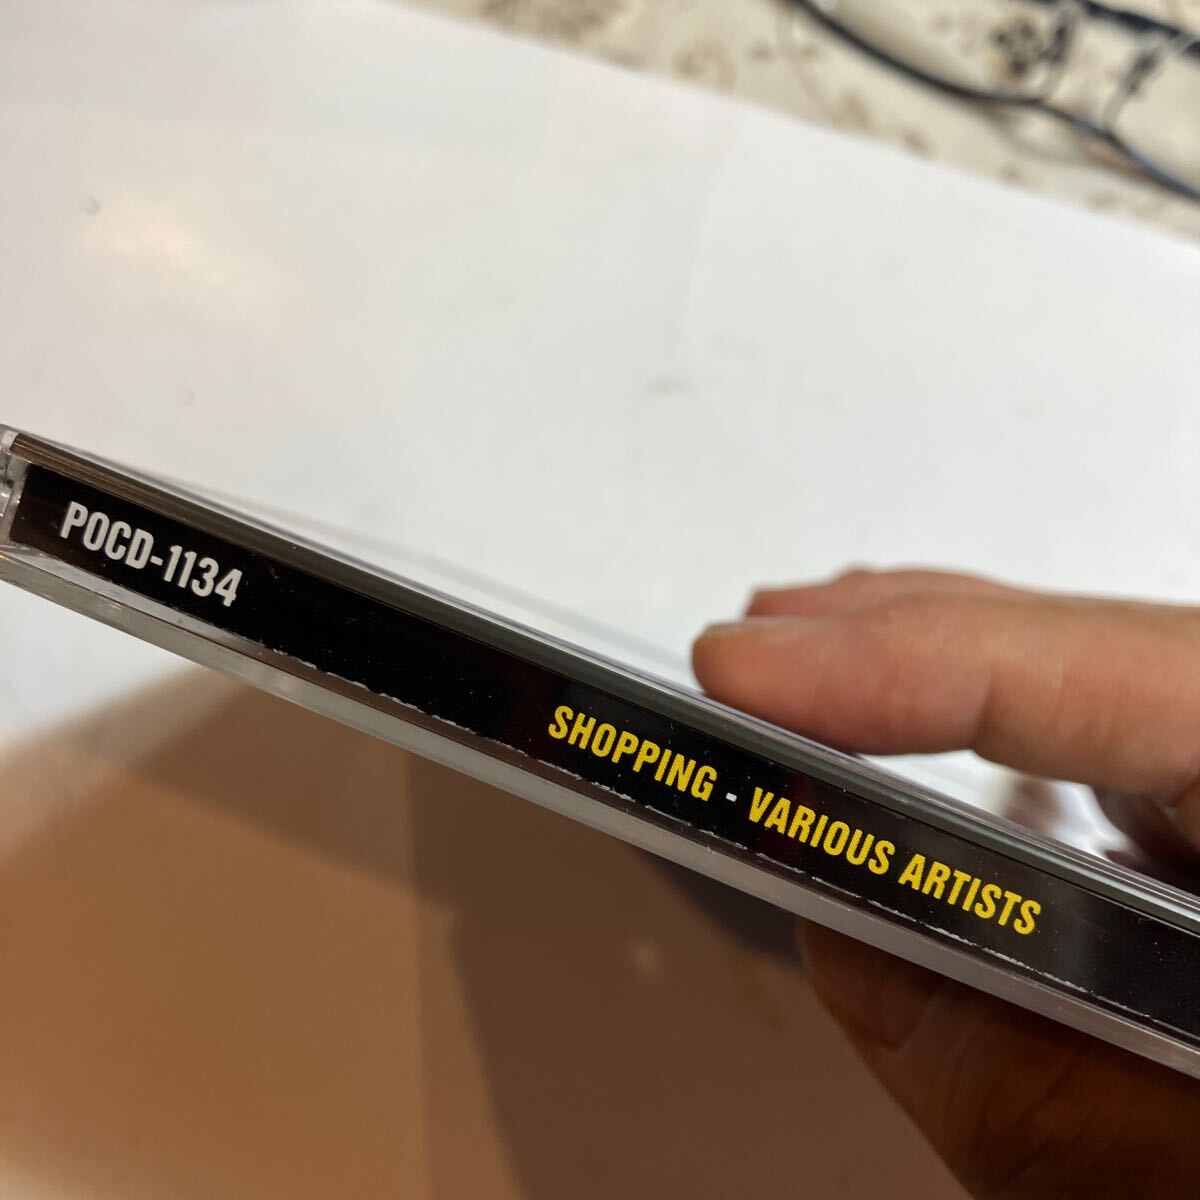 POCD-1134
SHOPPING - VARIOUS ARTISTS